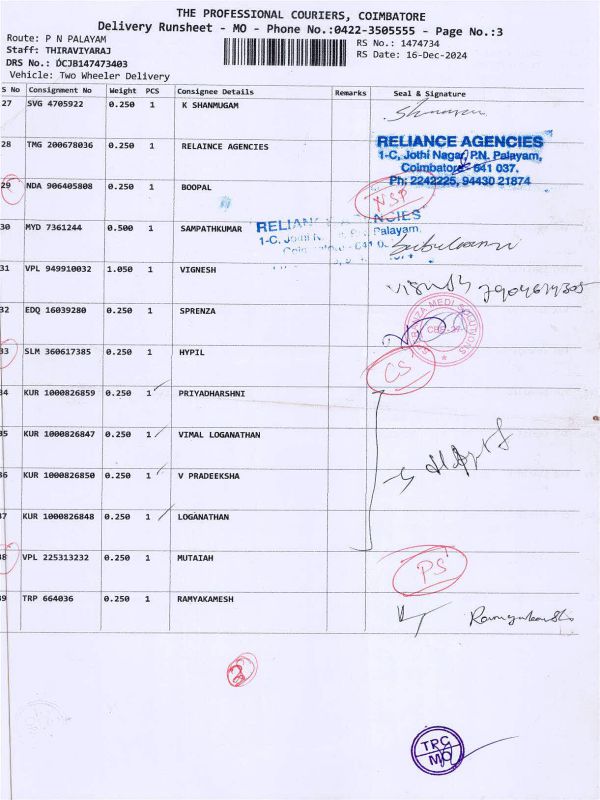 THE PROFESSIONAL COURIERS, COIMBATORE
Delivery Runsheet - MO - Phone No.:0422-3505555 - Page No.:3
Route: P N PALAYAM
Staff: THIRAVIYARAJ
RS No.: 1474734
DRS No.: DCJB147473403
RS Date: 16-Dec-2024
Vehicle: Two Wheeler Delivery
S No Consignment No Weight PCS Consignee Details Remarks Seal & Signature
27 SVG 4705922 0.250 1 K SHANMUGAM
28 TMG 200678036 0.250 1 RELAINCE AGENCIES
RELIANCE AGENCIES
1-C, Jothi Nagar, P.N. Palayam,
Coimbatore 641 037.
Ph: 2242225, 94430 21874
29 NDA 906405808 0.250 1 BOOPAL NSP
30 MYD 7361244 0.500 1 SAMPATHKUMAR
31 VPL 949910032 1.050 1 VIGNESH
32 EDQ 16039280 0.250 1 SPRENZA
33 SLM 360617385 0.250 1 HYPIL CS
34 KUR 1000826859 0.250 1 PRIYADHARSHNI
35 KUR 1000826847 0.250 1 VIMAL LOGANATHAN
36 KUR 1000826850 0.250 1 V PRADEEKSHA
37 KUR 1000826848 0.250 1 LOGANATHAN
38 VPL 225313232 0.250 1 MUTAIAH PS
39 TRP 664036 0.250 1 RAMYAKAMESH
3
TRC
MO